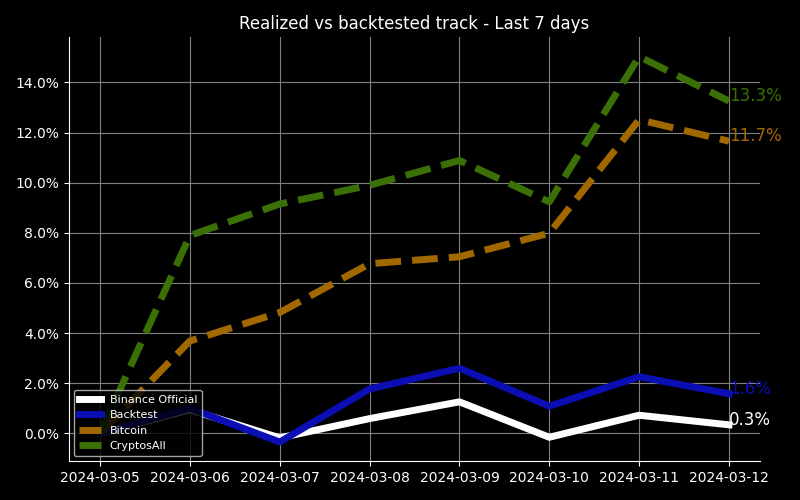 Realized vs backtested track - Last 7 days
14.0%
12.0%
10.0%
8.0%
6.0%
4.0%
2.0%
0.0%
13.3%
11.7%
1.6%
0.3%
Binance Official
Backtest
Bitcoin
CryptosAll
2024-03-05 2024-03-06 2024-03-07 2024-03-08 2024-03-09 2024-03-10 2024-03-11 2024-03-12